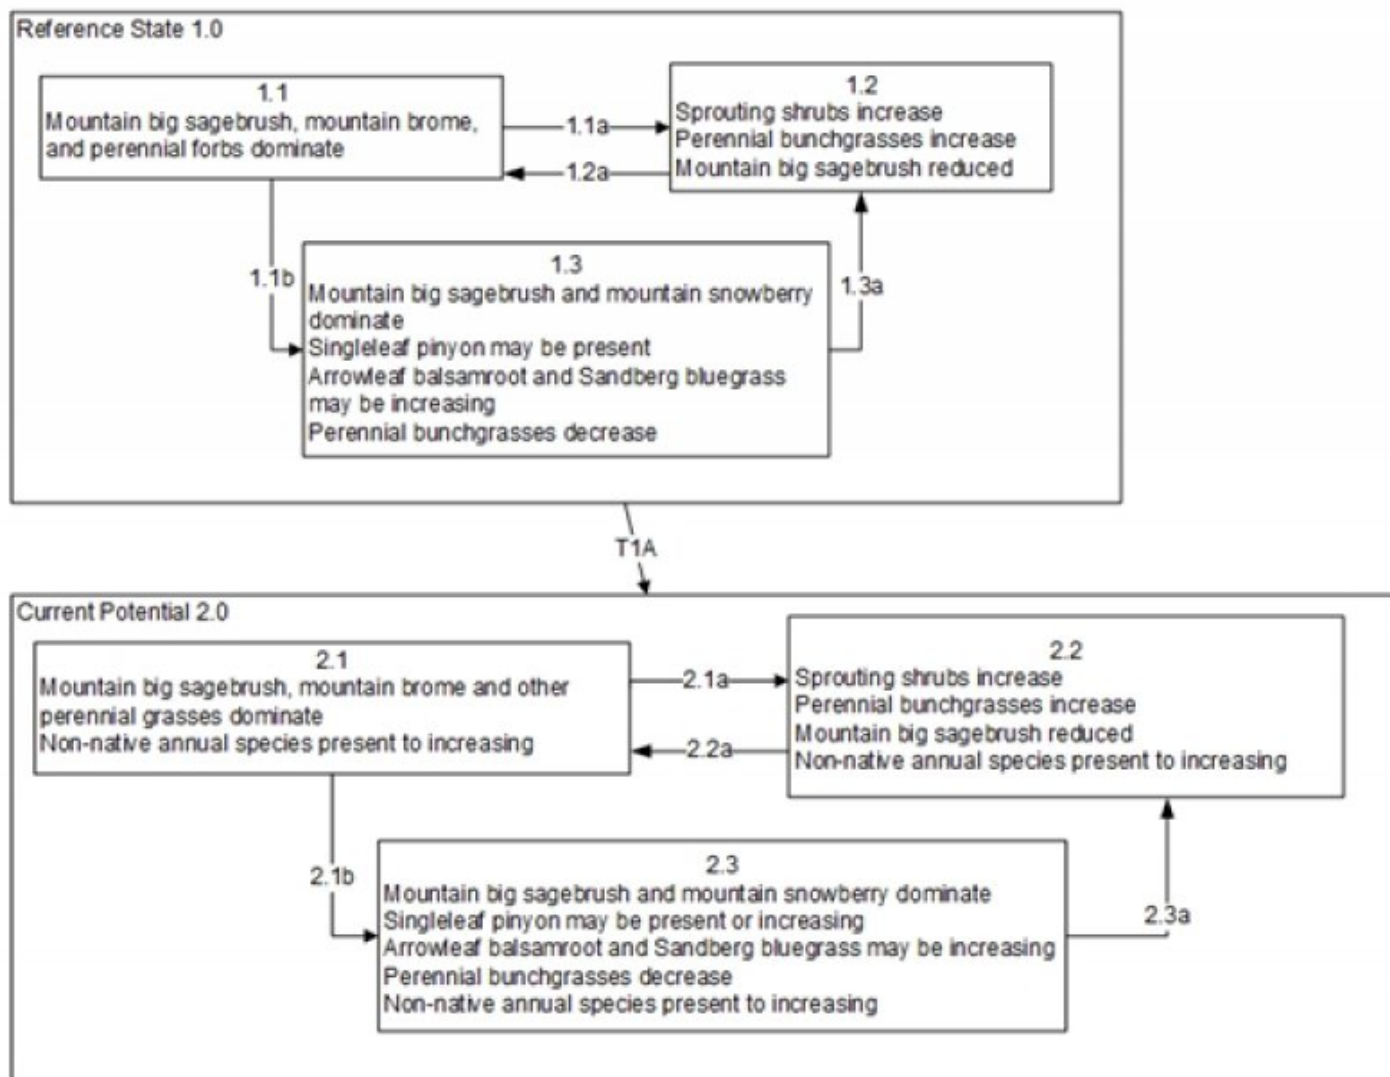 Reference State 1.0
1.1
Mountain big sagebrush, mountain brome,
and perennial forbs dominate
1.1a
1.2a
1.2
Sprouting shrubs increase
Perennial bunchgrasses increase
Mountain big sagebrush reduced
1.1b
1.3
Mountain big sagebrush and mountain snowberry
dominate
Singleleaf pinyon may be present
Arrowleaf balsamroot and Sandberg bluegrass
may be increasing
Perennial bunchgrasses decrease
1.3a
T1A
Current Potential 2.0
2.1
Mountain big sagebrush, mountain brome and other
perennial grasses dominate
Non-native annual species present to increasing
2.1a
2.2a
2.2
Sprouting shrubs increase
Perennial bunchgrasses increase
Mountain big sagebrush reduced
Non-native annual species present to increasing
2.1b
2.3
Mountain big sagebrush and mountain snowberry dominate
Singleleaf pinyon may be present or increasing
Arrowleaf balsamroot and Sandberg bluegrass may be increasing
Perennial bunchgrasses decrease
Non-native annual species present to increasing
2.3a